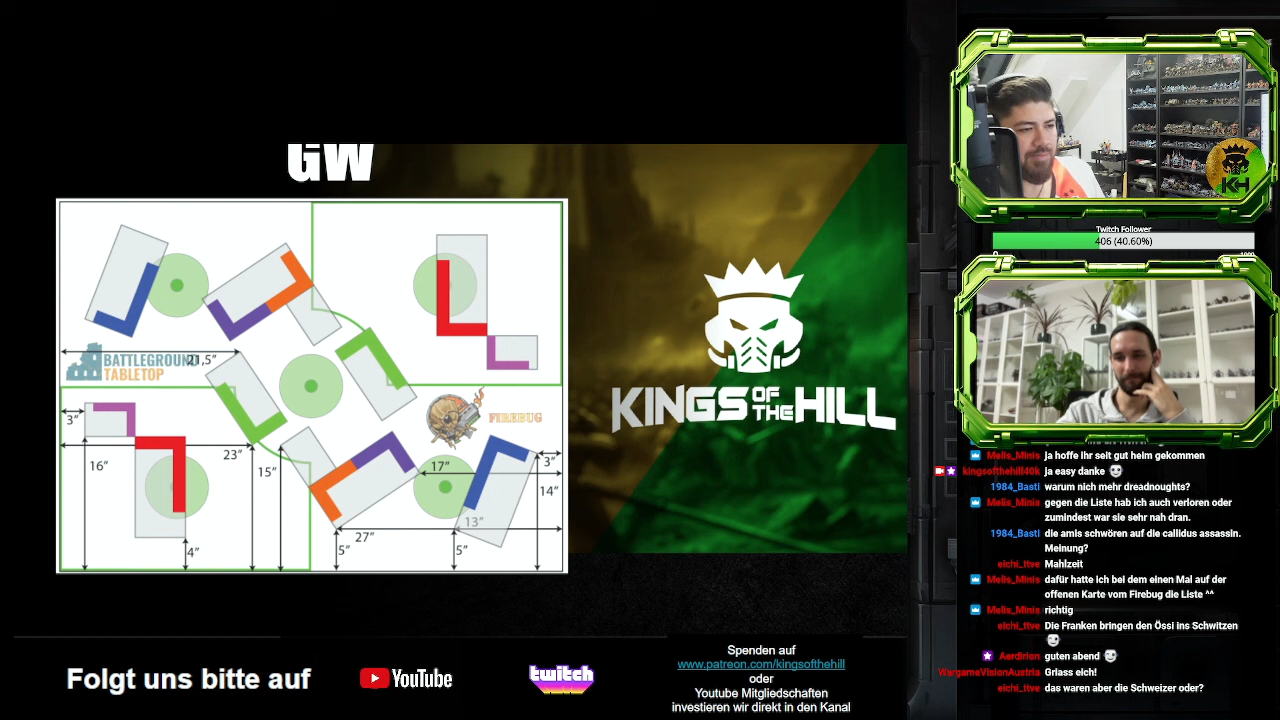 GW
BATTLEGROUND
TABLETOP
21,5”
FIREBUG
3”
16”
23”
15”
4”
17”
3”
14”
13”
27”
5”
5”
KINGS OF THE HILL
KH
Twitch Follower
406 (40.60%)
Melis_Minis ja hoffe ihr seit gut heim gekommen
kingsofthehill40k ja easy danke
1984_Basti warum nich mehr dreadnoughts?
Melis_Minis gegen die Liste hab ich auch verloren oder
zumindest war sie sehr nah dran.
1984_Basti die amis schwören auf die callidus assassin.
Meinung?
eichi_ttve Mahlzeit
Melis_Minis dafür hatte ich bei dem einen Mal auf der
offenen Karte vom Firebug die Liste ^^
Melis_Minis richtig
eichi_ttve Die Franken bringen den Össi ins Schwitzen
Aerdirion guten abend
WargameVisionAustria Griass eich!
eichi_ttve das waren aber die Schweizer oder?
Folgt uns bitte auf
YouTube
twitch
Spenden auf
www.patreon.com/kingsofthehill
oder
Youtube Mitgliedschaften
investieren wir direkt in den Kanal